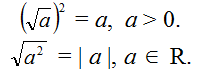 (√a)² = a, a > 0.
√a² = | a |, a ∈ R.